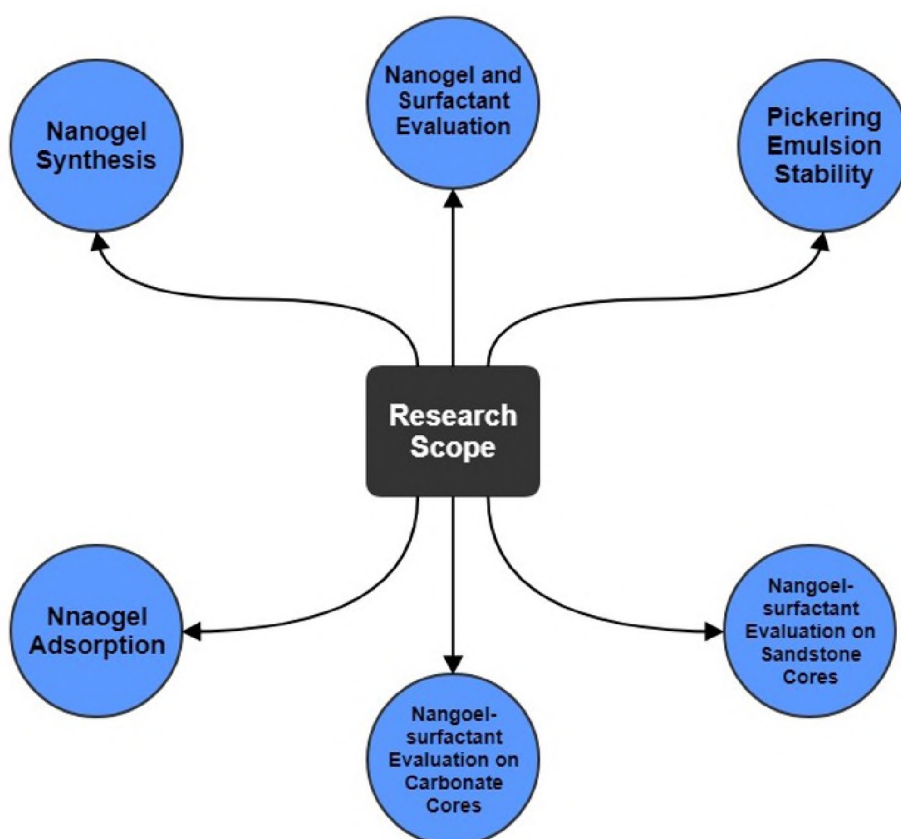 Nanogel and
Surfactant
Evaluation
Nanogel
Synthesis
Pickering
Emulsion
Stability
Research
Scope
Nnaogel
Adsorption
Nangoel-
surfactant
Evaluation on
Sandstone
Cores
Nangoel-
surfactant
Evaluation on
Carbonate
Cores